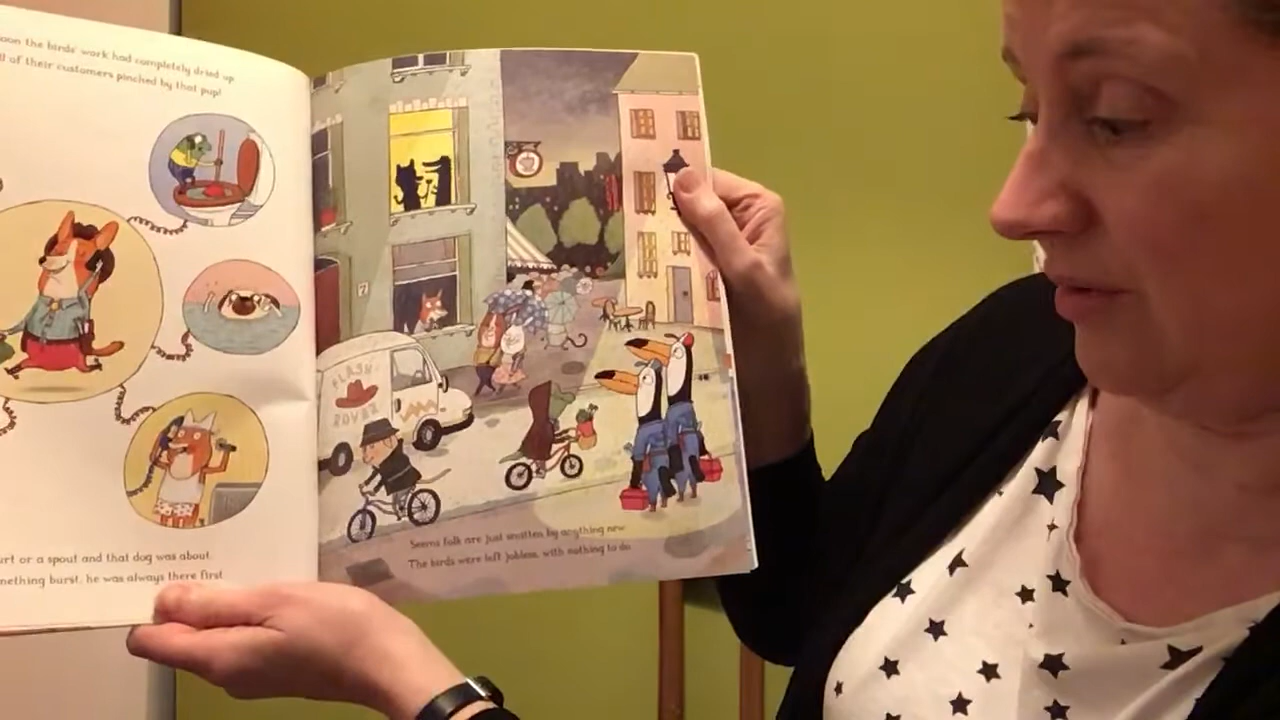 oon the birds' work had completely dried up
ll of their customers pinched by that pup!
urt or a spout and that dog was about.
mething burst, he was always there first.
FLASH
ROVER
7
Seems folk are just smitten by anything new
The birds were left jobless, with nothing to do